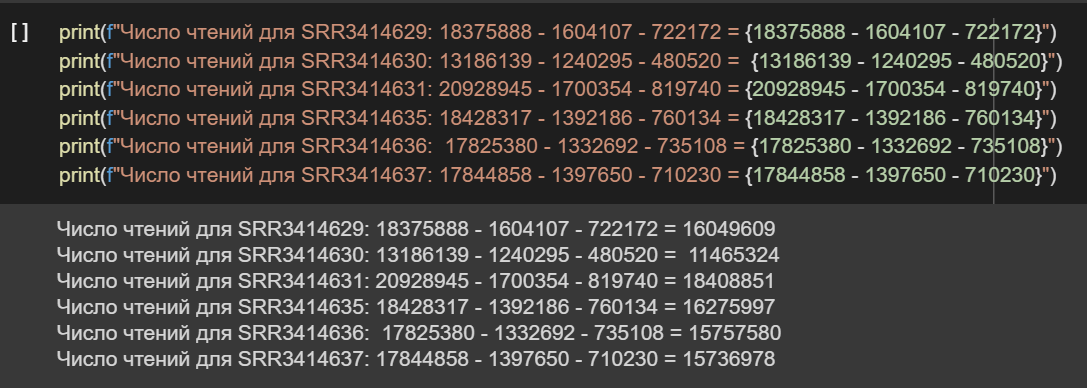 [ ] print(f"Число чтений для SRR3414629: 18375888 - 1604107 - 722172 = {18375888 - 1604107 - 722172}")
print(f"Число чтений для SRR3414630: 13186139 - 1240295 - 480520 =  {13186139 - 1240295 - 480520}")
print(f"Число чтений для SRR3414631: 20928945 - 1700354 - 819740 = {20928945 - 1700354 - 819740}")
print(f"Число чтений для SRR3414635: 18428317 - 1392186 - 760134 = {18428317 - 1392186 - 760134}")
print(f"Число чтений для SRR3414636:  17825380 - 1332692 - 735108 = {17825380 - 1332692 - 735108}")
print(f"Число чтений для SRR3414637: 17844858 - 1397650 - 710230 = {17844858 - 1397650 - 710230}")
Число чтений для SRR3414629: 18375888 - 1604107 - 722172 = 16049609
Число чтений для SRR3414630: 13186139 - 1240295 - 480520 =  11465324
Число чтений для SRR3414631: 20928945 - 1700354 - 819740 = 18408851
Число чтений для SRR3414635: 18428317 - 1392186 - 760134 = 16275997
Число чтений для SRR3414636:  17825380 - 1332692 - 735108 = 15757580
Число чтений для SRR3414637: 17844858 - 1397650 - 710230 = 15736978